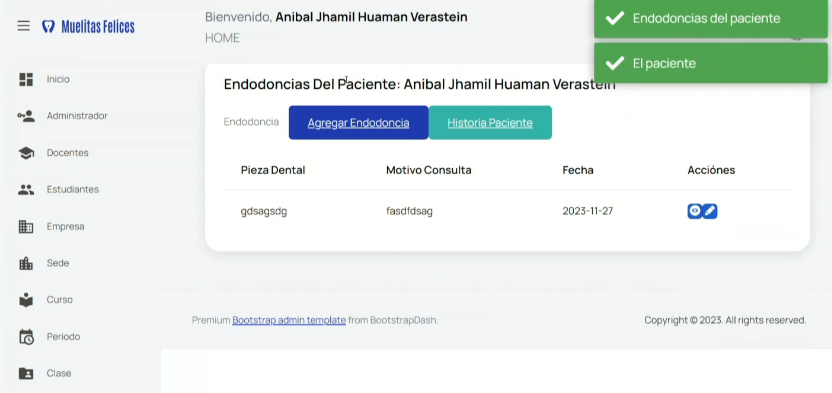 Muelitas Felices
Bienvenido, Anibal Jhamil Huaman Verastein
HOME
Endodoncias del paciente
El paciente
Inicio
Administrador
Docentes
Estudiantes
Empresa
Sede
Curso
Periodo
Clase
Endodoncias Del Paciente: Anibal Jhamil Huaman Verastein
Endodoncia Agregar Endodoncia Historia Paciente
Pieza Dental Motivo Consulta Fecha Acciónes
gdsagsdg fasdfdsag 2023-11-27
Premium Bootstrap admin template from BootstrapDash. Copyright © 2023. All rights reserved.